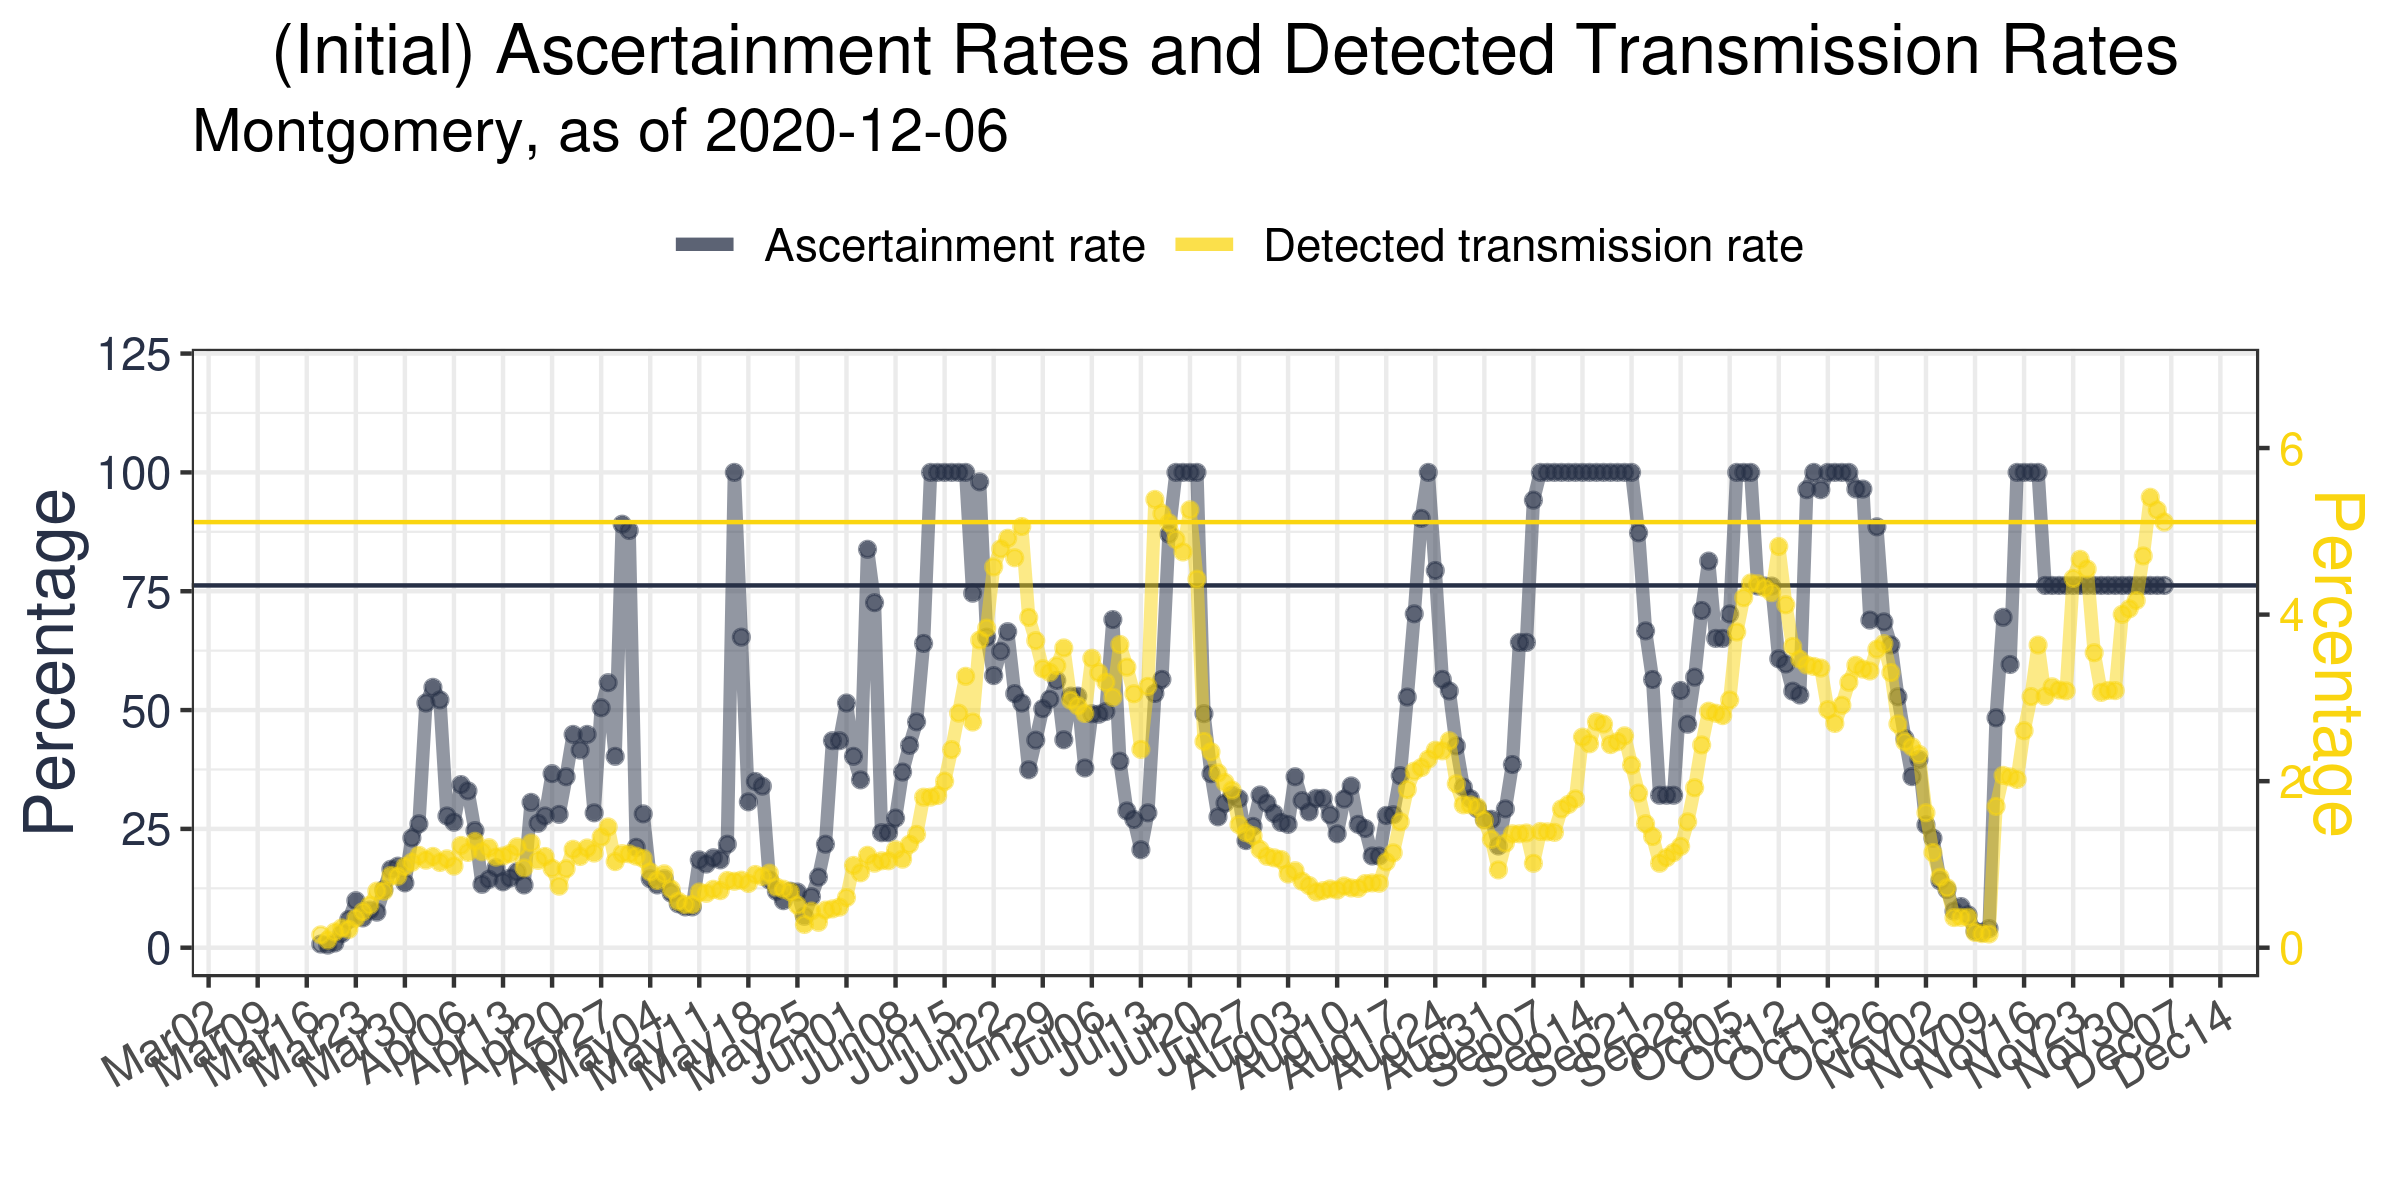 (Initial) Ascertainment Rates and Detected Transmission Rates
Montgomery, as of 2020-12-06
Ascertainment rate
Detected transmission rate
Percentage
125
100
75
50
25
0
6
4
2
0
Percentage
Mar02
Mar09
Mar16
Mar23
Mar30
Apr06
Apr13
Apr20
Apr27
May04
May11
May18
May25
Jun01
Jun08
Jun15
Jun22
Jun29
Jul06
Jul13
Jul20
Jul27
Aug03
Aug10
Aug17
Aug24
Aug31
Sep07
Sep14
Sep21
Sep28
Oct05
Oct12
Oct19
Oct26
Nov02
Nov09
Nov16
Nov23
Nov30
Dec07
Dec14